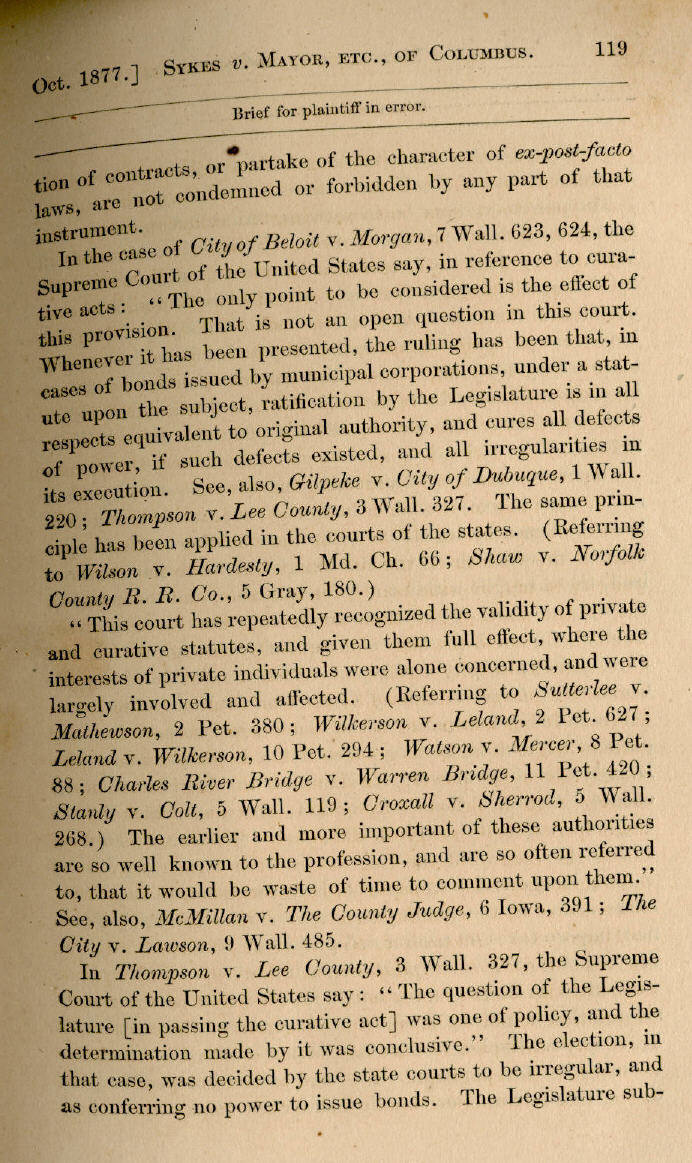 Oct. 1877.] SYKES v. MAYOR, ETC., OF COLUMBUS. 119
Brief for plaintiff in error.
tion of contracts, or partake of the character of ex-post-facto
laws, are not condemned or forbidden by any part of that
instrument.
In the case of City of Beloit v. Morgan, 7 Wall. 623, 624, the
Supreme Court of the United States say, in reference to cura-
tive acts: "The only point to be considered is the effect of
this provision. That is not an open question in this court.
Whenever it has been presented, the ruling has been that, in
cases of bonds issued by municipal corporations, under a stat-
ute upon the subject, ratification by the Legislature is in all
respects equivalent to original authority, and cures all defects
of power, if such defects existed, and all irregularities in
its execution. See, also, Gilpeke v. City of Dubuque, 1 Wall.
220; Thompson v. Lee County, 3 Wall. 327. The same prin-
ciple has been applied in the courts of the states. (Referring
to Wilson v. Hardesty, 1 Md. Ch. 66; Shaw v. Norfolk
County R. R. Co., 5 Gray, 180.)
"This court has repeatedly recognized the validity of private
and curative statutes, and given them full effect, where the
interests of private individuals were alone concerned, and were
largely involved and affected. (Referring to Sutterlee v.
Mathewson, 2 Pet. 380; Wilkerson v. Leland, 2 Pet. 627;
Leland v. Wilkerson, 10 Pet. 294; Watson v. Mercer, 8 Pet.
88; Charles River Bridge v. Warren Bridge, 11 Pet. 420;
Stanly v. Colt, 5 Wall. 119; Croxall v. Sherrod, 5 Wall.
268.) The earlier and more important of these authorities
are so well known to the profession, and are so often referred
to, that it would be waste of time to comment upon them."
See, also, McMillan v. The County Judge, 6 Iowa, 391; The
City v. Lawson, 9 Wall. 485.
In Thompson v. Lee County, 3 Wall. 327, the Supreme
Court of the United States say: "The question of the Legis-
lature [in passing the curative act] was one of policy, and the
determination made by it was conclusive." The election, in
that case, was decided by the state courts to be irregular, and
as conferring no power to issue bonds. The Legislature sub-